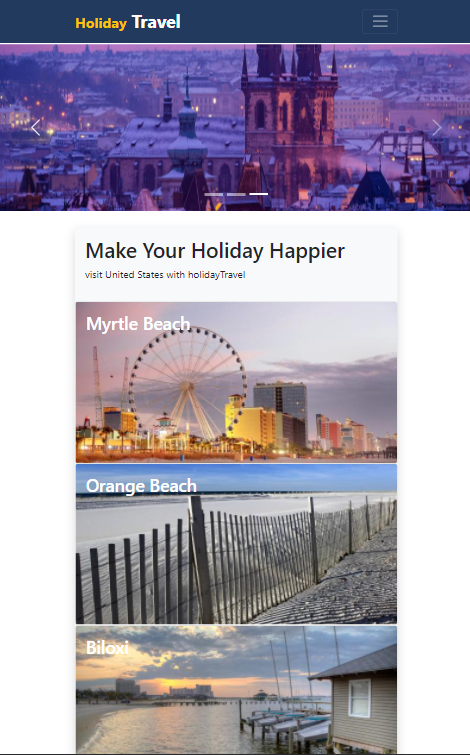 Holiday Travel
Make Your Holiday Happier
visit United States with holidayTravel
Myrtle Beach
Orange Beach
Biloxi